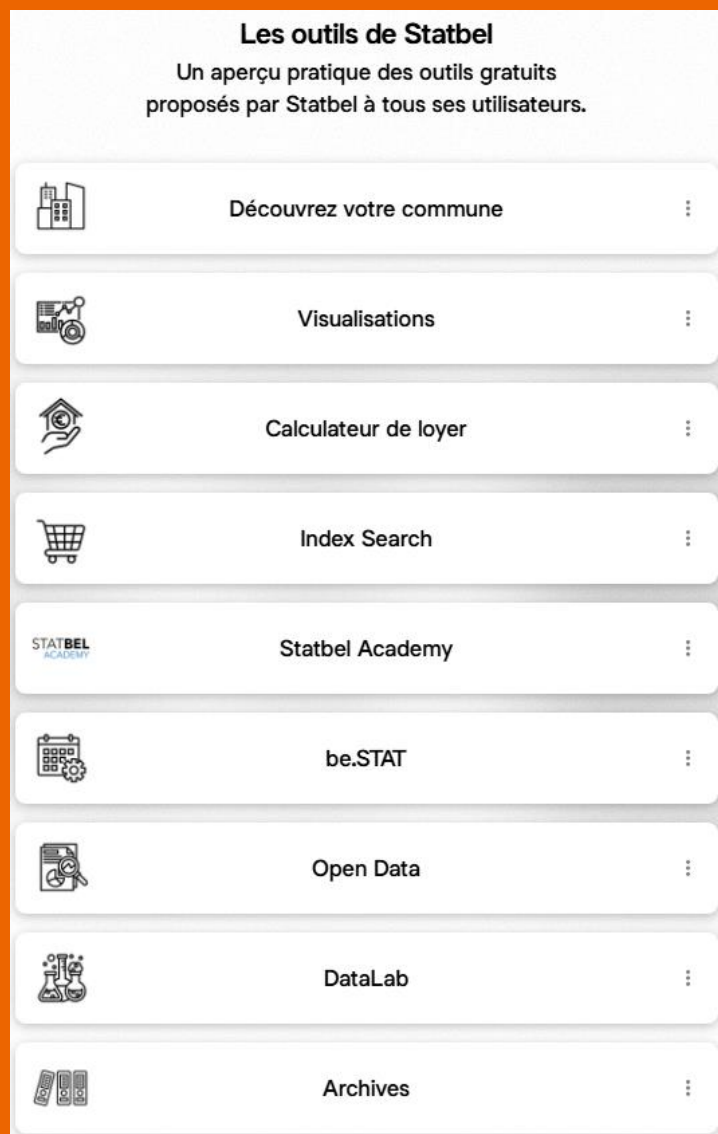 Les outils de Statbel
Un aperçu pratique des outils gratuits
proposés par Statbel à tous ses utilisateurs.
Découvrez votre commune
Visualisations
Calculateur de loyer
Index Search
STATBEL
ACADEMY
Statbel Academy
be.STAT
Open Data
DataLab
Archives